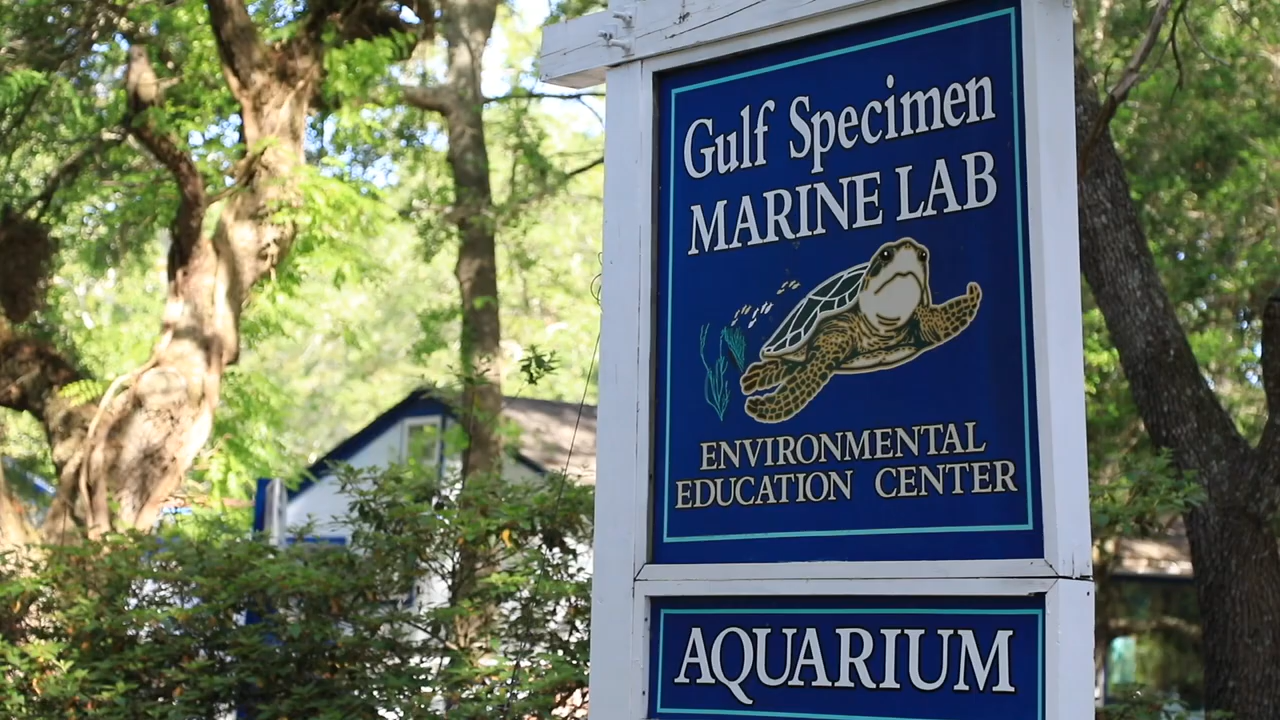 Gulf Specimen
MARINE LAB
ENVIRONMENTAL
EDUCATION CENTER
AQUARIUM